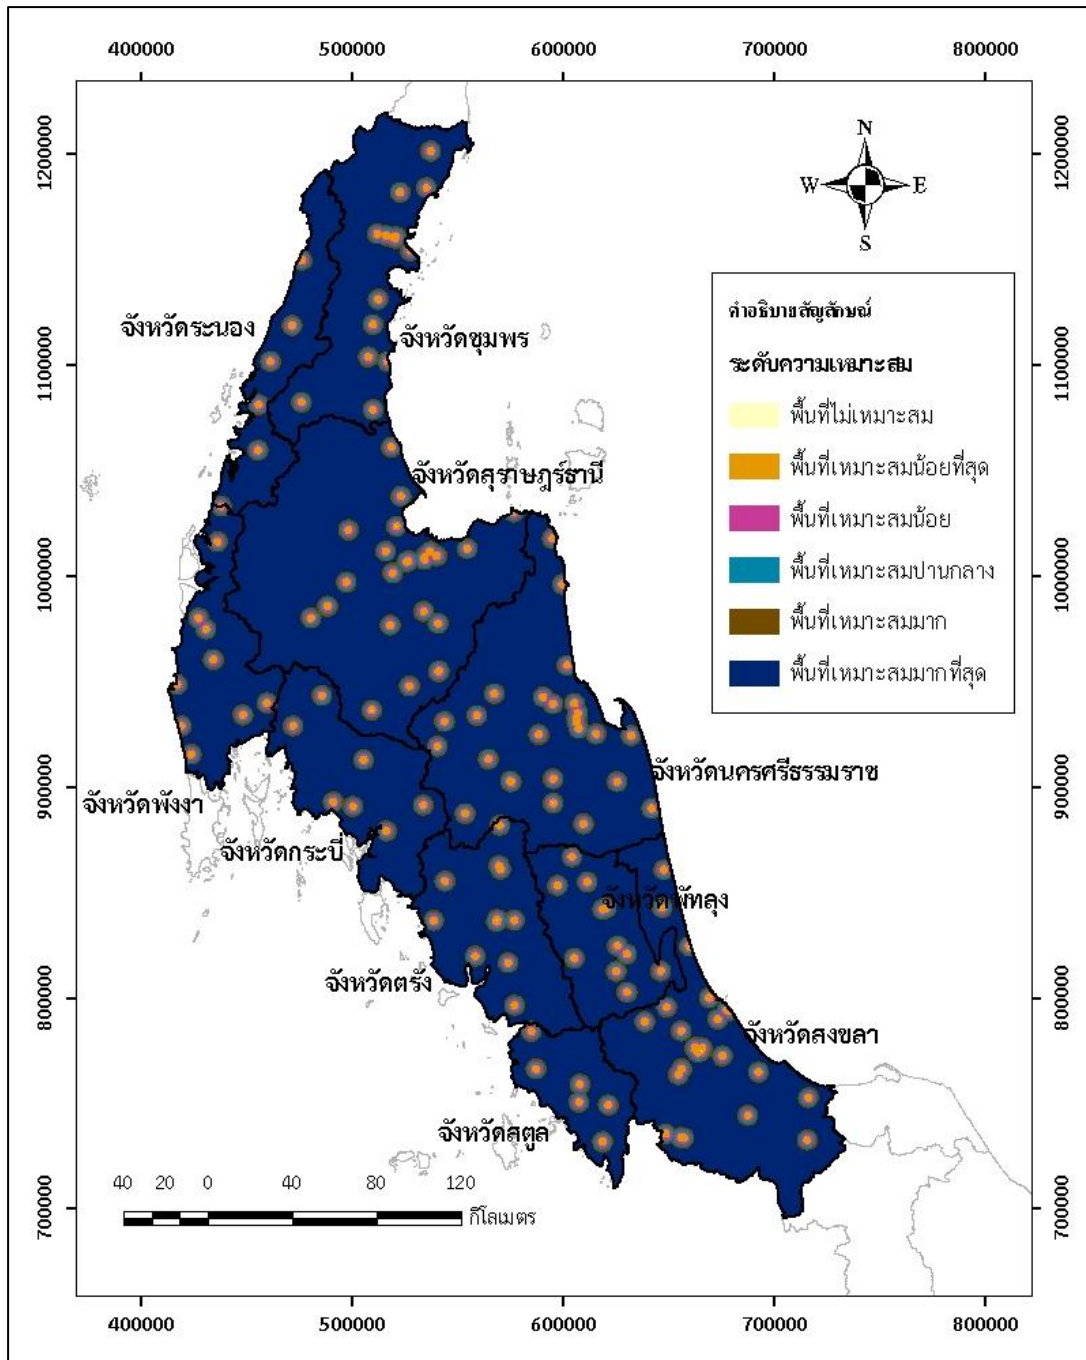 400000 500000 600000 700000 800000
N
W E
S
1200000 1200000
คำอธิบายสัญลักษณ์
ระดับความเหมาะสม
พื้นที่ไม่เหมาะสม
พื้นที่เหมาะสมน้อยที่สุด
พื้นที่เหมาะสมน้อย
พื้นที่เหมาะสมปานกลาง
พื้นที่เหมาะสมมาก
พื้นที่เหมาะสมมากที่สุด
จังหวัดระนอง
จังหวัดชุมพร
1100000 1100000
จังหวัดสุราษฎร์ธานี
1000000 1000000
จังหวัดนครศรีธรรมราช
900000 900000
จังหวัดพังงา
จังหวัดกระบี่
จังหวัดพัทลุง
จังหวัดตรัง
800000 800000
จังหวัดสงขลา
จังหวัดสตูล
40 20 0 40 80 120
กิโลเมตร
700000 700000
400000 500000 600000 700000 800000